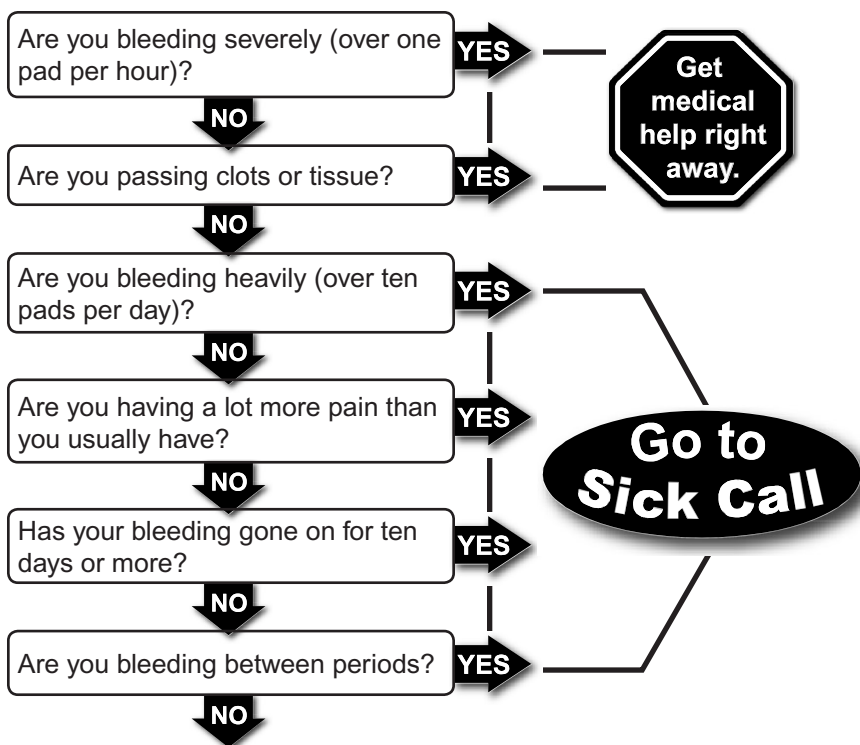 Are you bleeding severely (over one
pad per hour)?
YES
Get
medical
help right
away.
NO
Are you passing clots or tissue?
YES
NO
Are you bleeding heavily (over ten
pads per day)?
YES
NO
Are you having a lot more pain than
you usually have?
YES
Go to
Sick Call
NO
Has your bleeding gone on for ten
days or more?
YES
NO
Are you bleeding between periods?
YES
NO